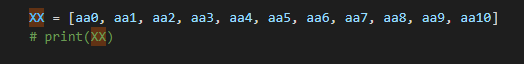 XX = [aa0, aa1, aa2, aa3, aa4, aa5, aa6, aa7, aa8, aa9, aa10]
# print(XX)